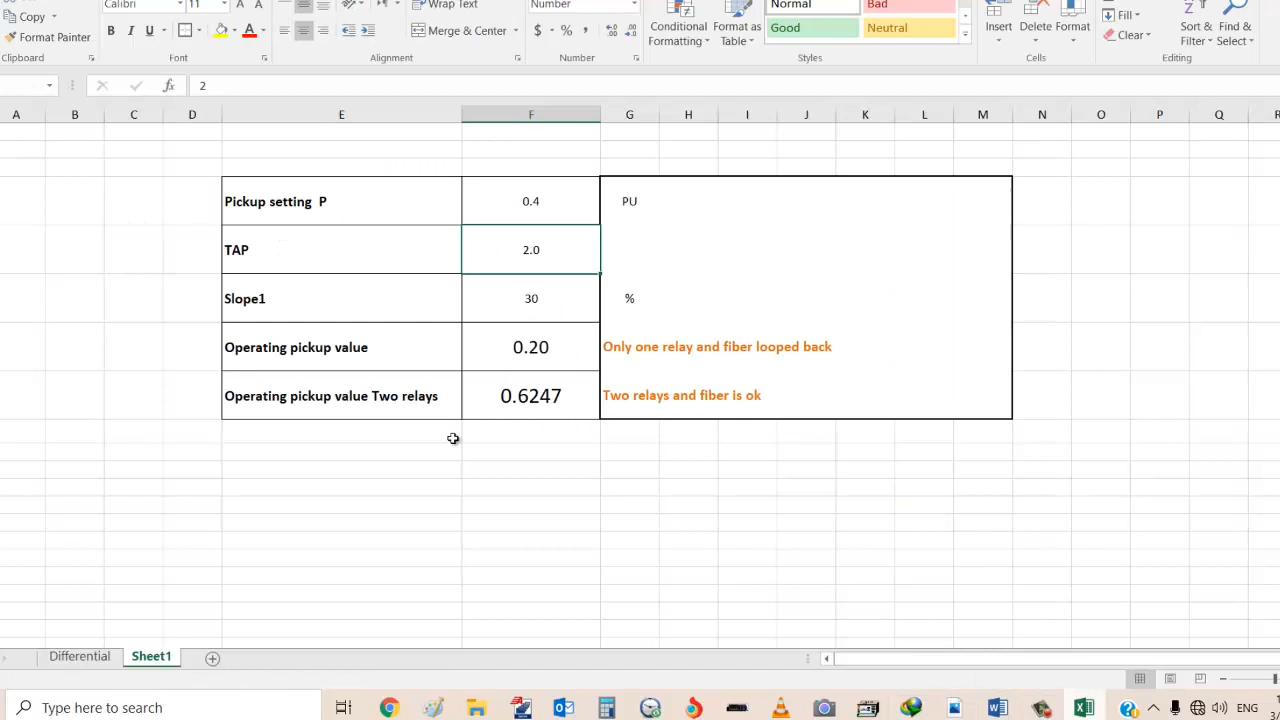 Calibri 11 Wrap Text Number Normal Bad
Copy
Format Painter
B I U A Merge & Center $ % Conditional Formatting Format as Table Good Neutral Insert Delete Format Fill Clear Sort & Filter Find & Select
Clipboard Font Alignment Number Styles Cells Editing
fx 2
A B C D E F G H I J K L M N O P Q R
Pickup setting P 0.4 PU
TAP 2.0
Slope1 30 %
Operating pickup value 0.20 Only one relay and fiber looped back
Operating pickup value Two relays 0.6247 Two relays and fiber is ok
Differential Sheet1
Type here to search ENG